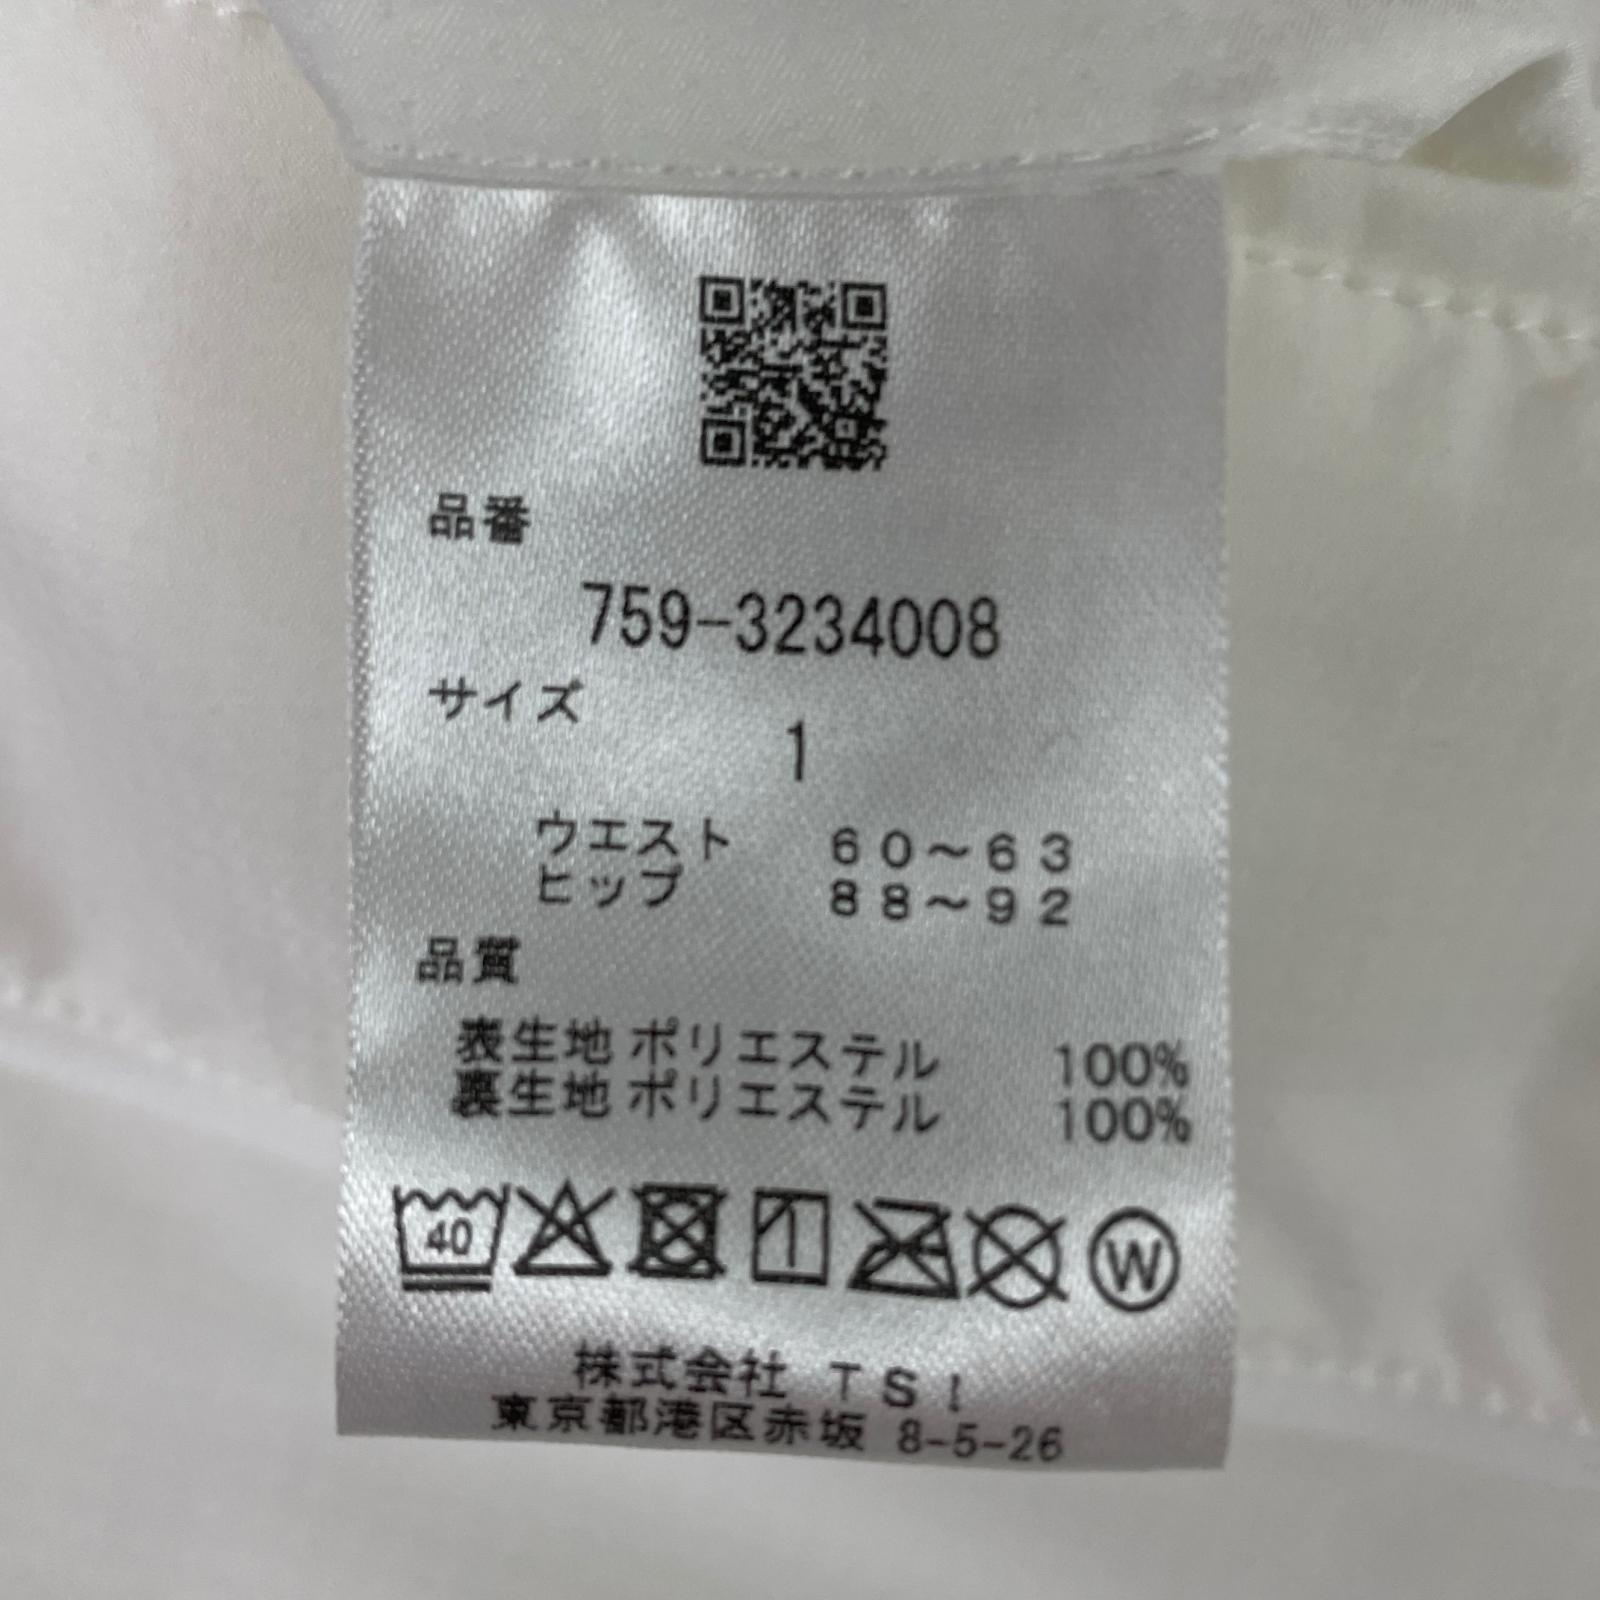 品番
759-3234008
サイズ
1
ウエスト 60～63
ヒップ 88～92
品質
表生地 ポリエステル 100%
裏生地 ポリエステル 100%
40 W
株式会社 TSI
東京都港区赤坂 8-5-26